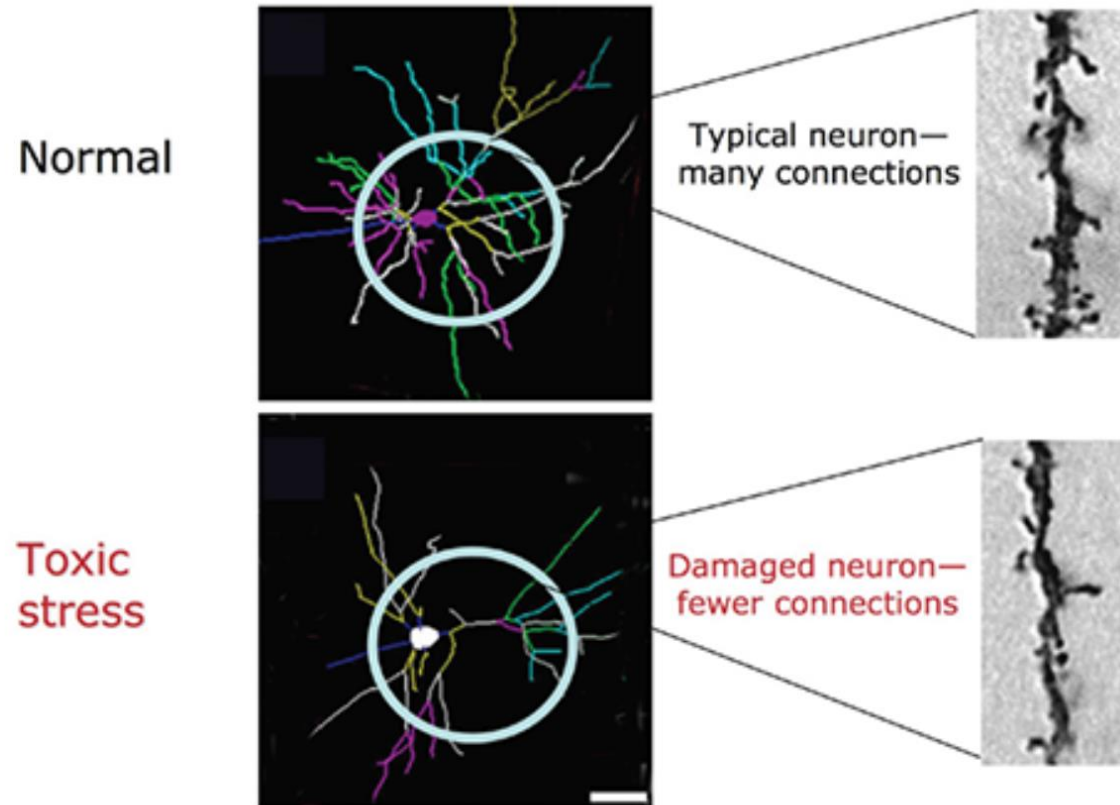 Normal
Typical neuron—
many connections
Toxic
stress
Damaged neuron—
fewer connections